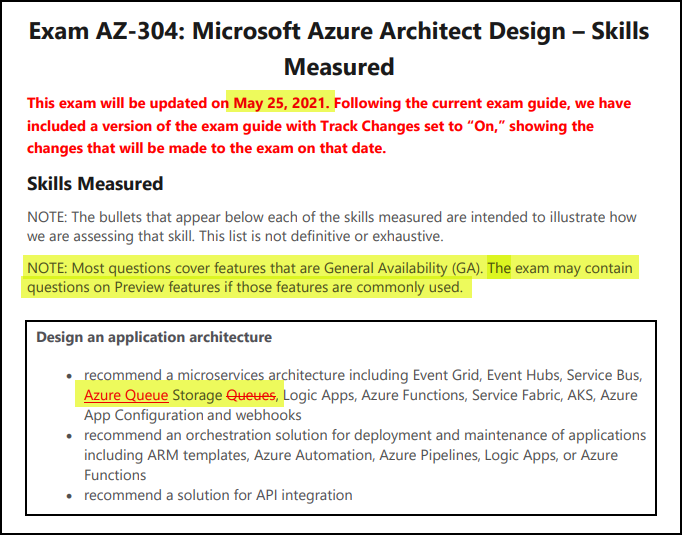 Exam AZ-304: Microsoft Azure Architect Design – Skills
Measured
This exam will be updated on May 25, 2021. Following the current exam guide, we have
included a version of the exam guide with Track Changes set to “On,” showing the
changes that will be made to the exam on that date.
Skills Measured
NOTE: The bullets that appear below each of the skills measured are intended to illustrate how
we are assessing that skill. This list is not definitive or exhaustive.
NOTE: Most questions cover features that are General Availability (GA). The exam may contain
questions on Preview features if those features are commonly used.
Design an application architecture
• recommend a microservices architecture including Event Grid, Event Hubs, Service Bus,
Azure Queue Storage Queues, Logic Apps, Azure Functions, Service Fabric, AKS, Azure
App Configuration and webhooks
• recommend an orchestration solution for deployment and maintenance of applications
including ARM templates, Azure Automation, Azure Pipelines, Logic Apps, or Azure
Functions
• recommend a solution for API integration